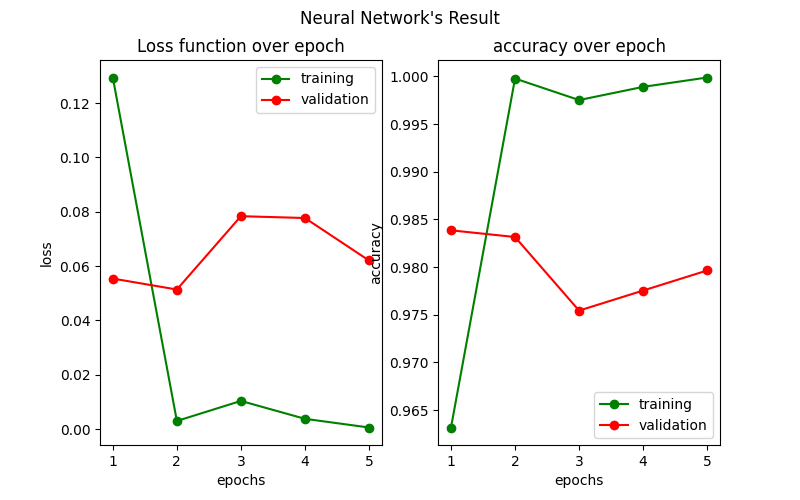 Neural Network's Result
Loss function over epoch
training
validation
0.12
0.10
0.08
0.06
0.04
0.02
0.00
loss
1 2 3 4 5
epochs
accuracy over epoch
1.000
0.995
0.990
0.985
0.980
0.975
0.970
0.965
accuracy
training
validation
1 2 3 4 5
epochs